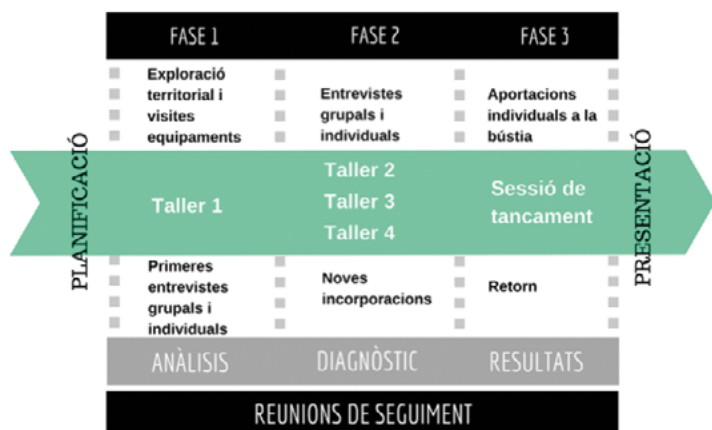 FASE 1
FASE 2
FASE 3
Exploració
territorial i
visites
equipaments
Entrevistes
grupals i
individuals
Aportacions
individuals a la
bústia
PLANIFICACIÓ
Taller 1
Taller 2
Taller 3
Taller 4
Sessió de
tancament
PRESENTACIÓ
Primeres
entrevistes
grupals i
individuals
Noves
incorporacions
Retorn
ANÀLISIS
DIAGNÒSTIC
RESULTATS
REUNIONS DE SEGUIMENT